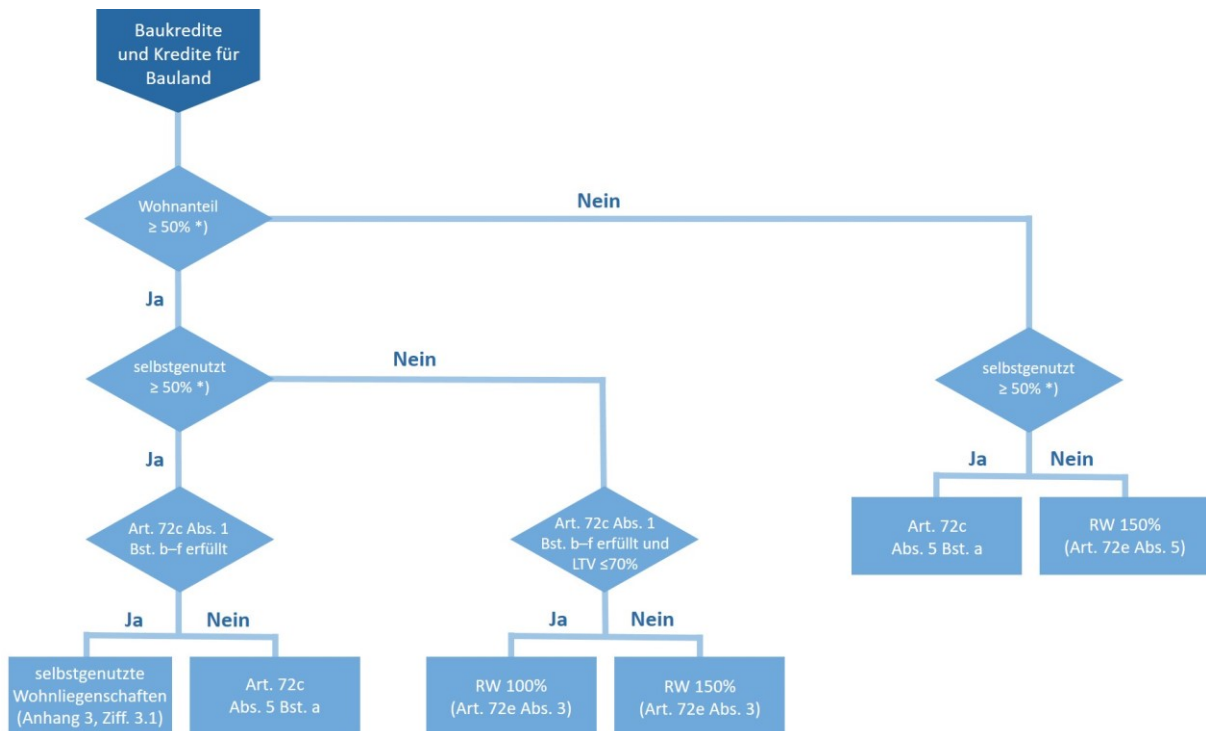 Baukredite
und Kredite für
Bauland
Wohnanteil
≥ 50% *)
Nein
Ja
selbstgenutzt
≥ 50% *)
Nein
selbstgenutzt
≥ 50% *)
Ja
Ja
Nein
Art. 72c Abs. 1
Bst. b–f erfüllt
Art. 72c Abs. 1
Bst. b–f erfüllt und
LTV ≤70%
Art. 72c
Abs. 5 Bst. a
RW 150%
(Art. 72e Abs. 5)
Ja
Nein
Ja
Nein
selbstgenutzte
Wohnliegenschaften
(Anhang 3, Ziff. 3.1)
Art. 72c
Abs. 5 Bst. a
RW 100%
(Art. 72e Abs. 3)
RW 150%
(Art. 72e Abs. 3)